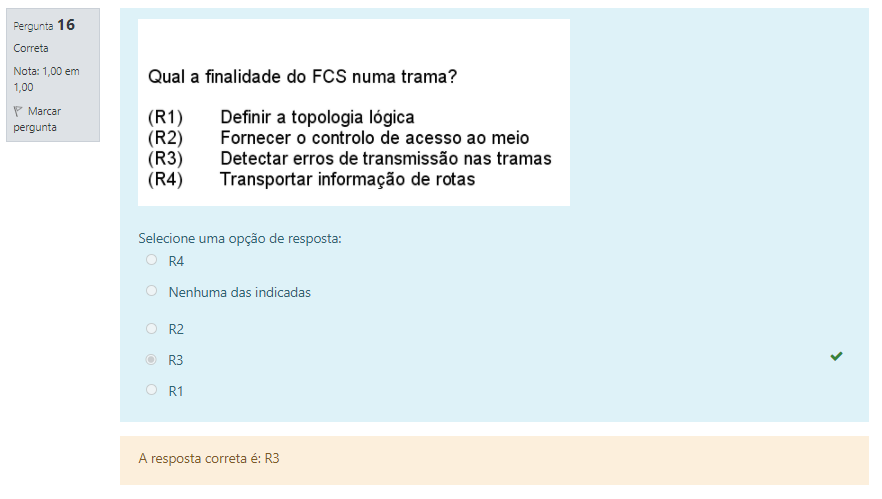 Pergunta 16
Correta
Nota: 1,00 em
1,00
Marcar
pergunta
Qual a finalidade do FCS numa trama?
(R1) Definir a topologia lógica
(R2) Fornecer o controlo de acesso ao meio
(R3) Detectar erros de transmissão nas tramas
(R4) Transportar informação de rotas
Selecione uma opção de resposta:
R4
Nenhuma das indicadas
R2
R3
R1
A resposta correta é: R3